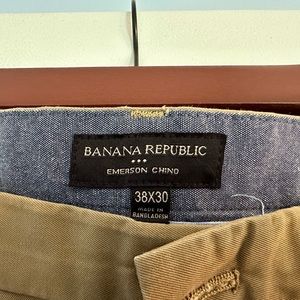 BANANA REPUBLIC
EMERSON CHINO
38X30
MADE IN
BANGLADESH